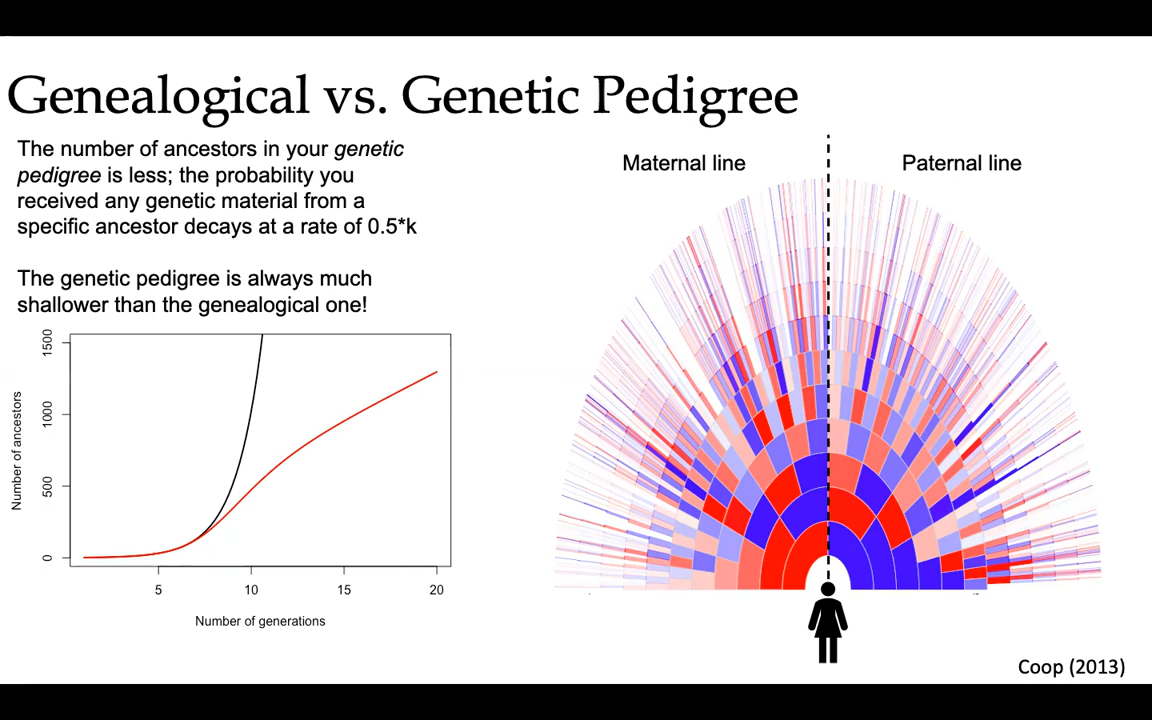 Genealogical vs. Genetic Pedigree
The number of ancestors in your genetic
pedigree is less; the probability you
received any genetic material from a
specific ancestor decays at a rate of 0.5*k
The genetic pedigree is always much
shallower than the genealogical one!
1500
1000
500
0
Number of ancestors
5
10
15
20
Number of generations
Maternal line
Paternal line
Coop (2013)